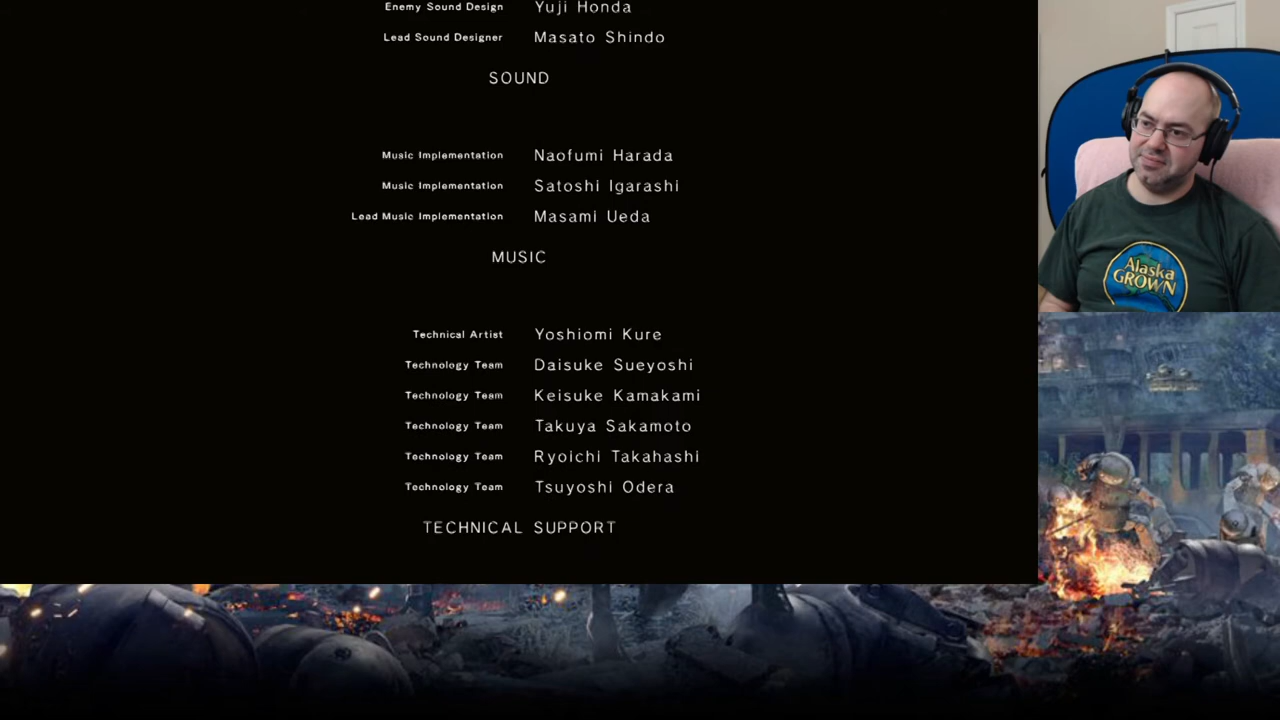 Enemy Sound Design Yuji Honda
Lead Sound Designer Masato Shindo
SOUND
Music Implementation Naofumi Harada
Music Implementation Satoshi Igarashi
Lead Music Implementation Masami Ueda
MUSIC
Technical Artist Yoshiomi Kure
Technology Team Daisuke Sueyoshi
Technology Team Keisuke Kamakami
Technology Team Takuya Sakamoto
Technology Team Ryoichi Takahashi
Technology Team Tsuyoshi Odera
TECHNICAL SUPPORT
Alaska
GROWN